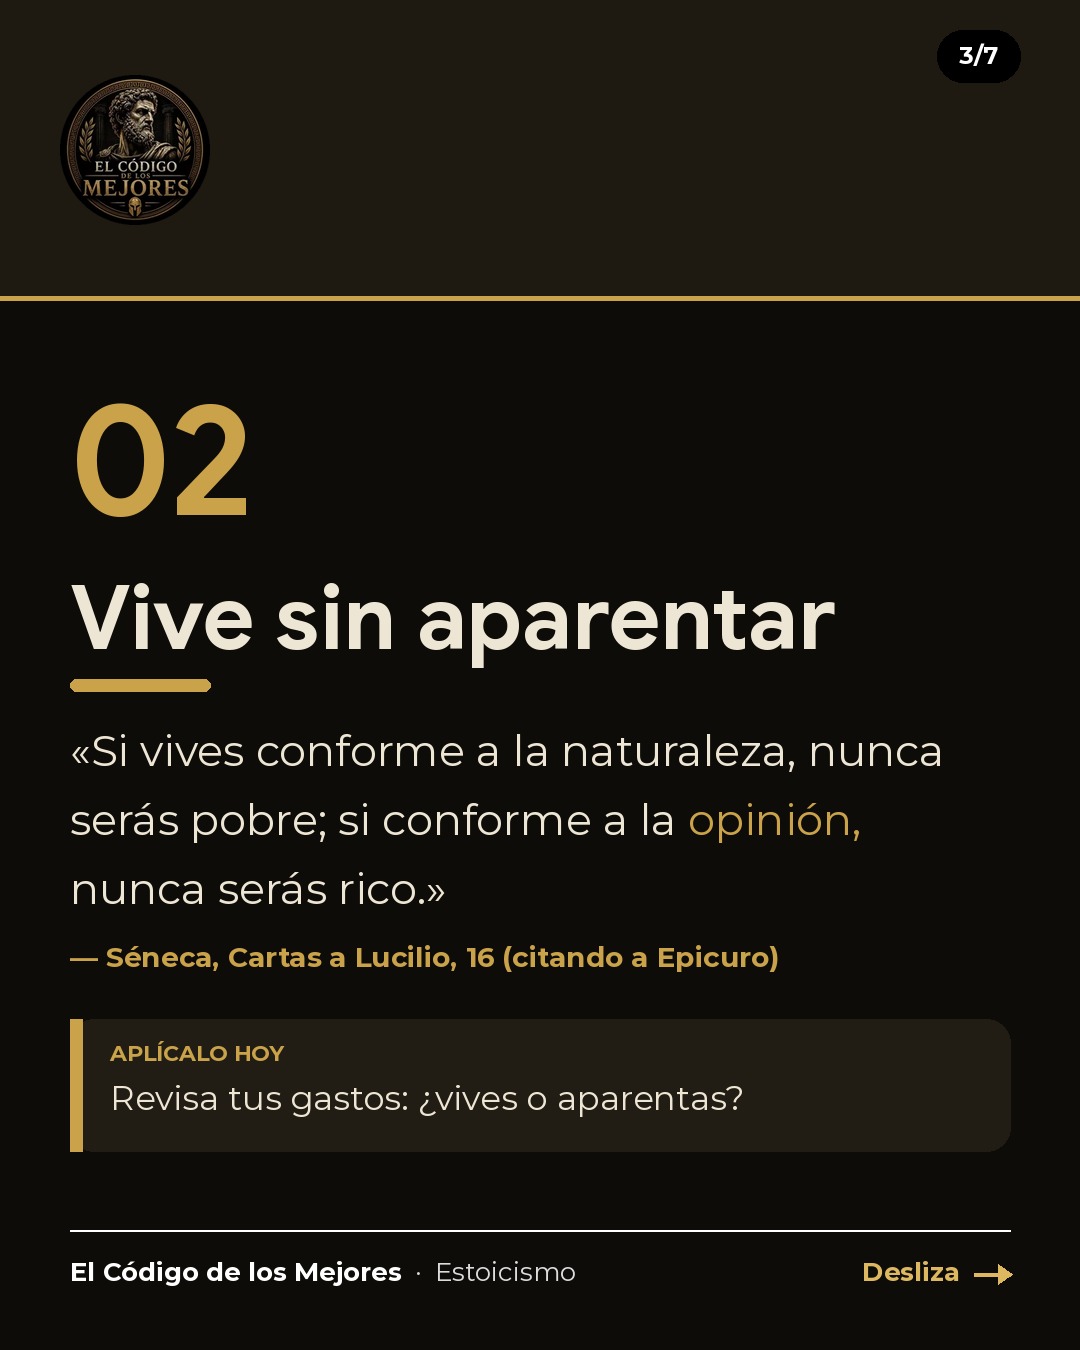 3/7
EL CÓDIGO
DE LOS
MEJORES
02
Vive sin aparentar
«Si vives conforme a la naturaleza, nunca
serás pobre; si conforme a la opinión,
nunca serás rico.»
— Séneca, Cartas a Lucilio, 16 (citando a Epicuro)
APLÍCALO HOY
Revisa tus gastos: ¿vives o aparentas?
El Código de los Mejores · Estoicismo
Desliza →